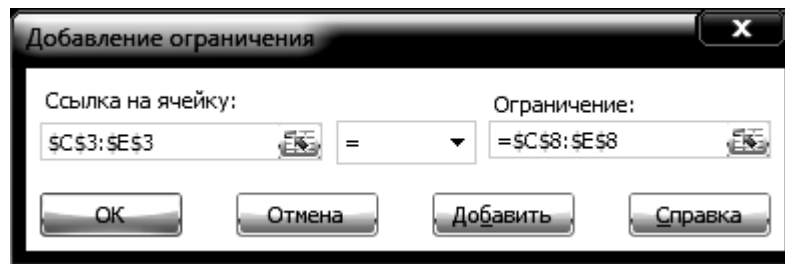 Добавление ограничения
x
Ссылка на ячейку:
Ограничение:
$C$3:$E$3
=
=$C$8:$E$8
ОК
Отмена
Добавить
Справка